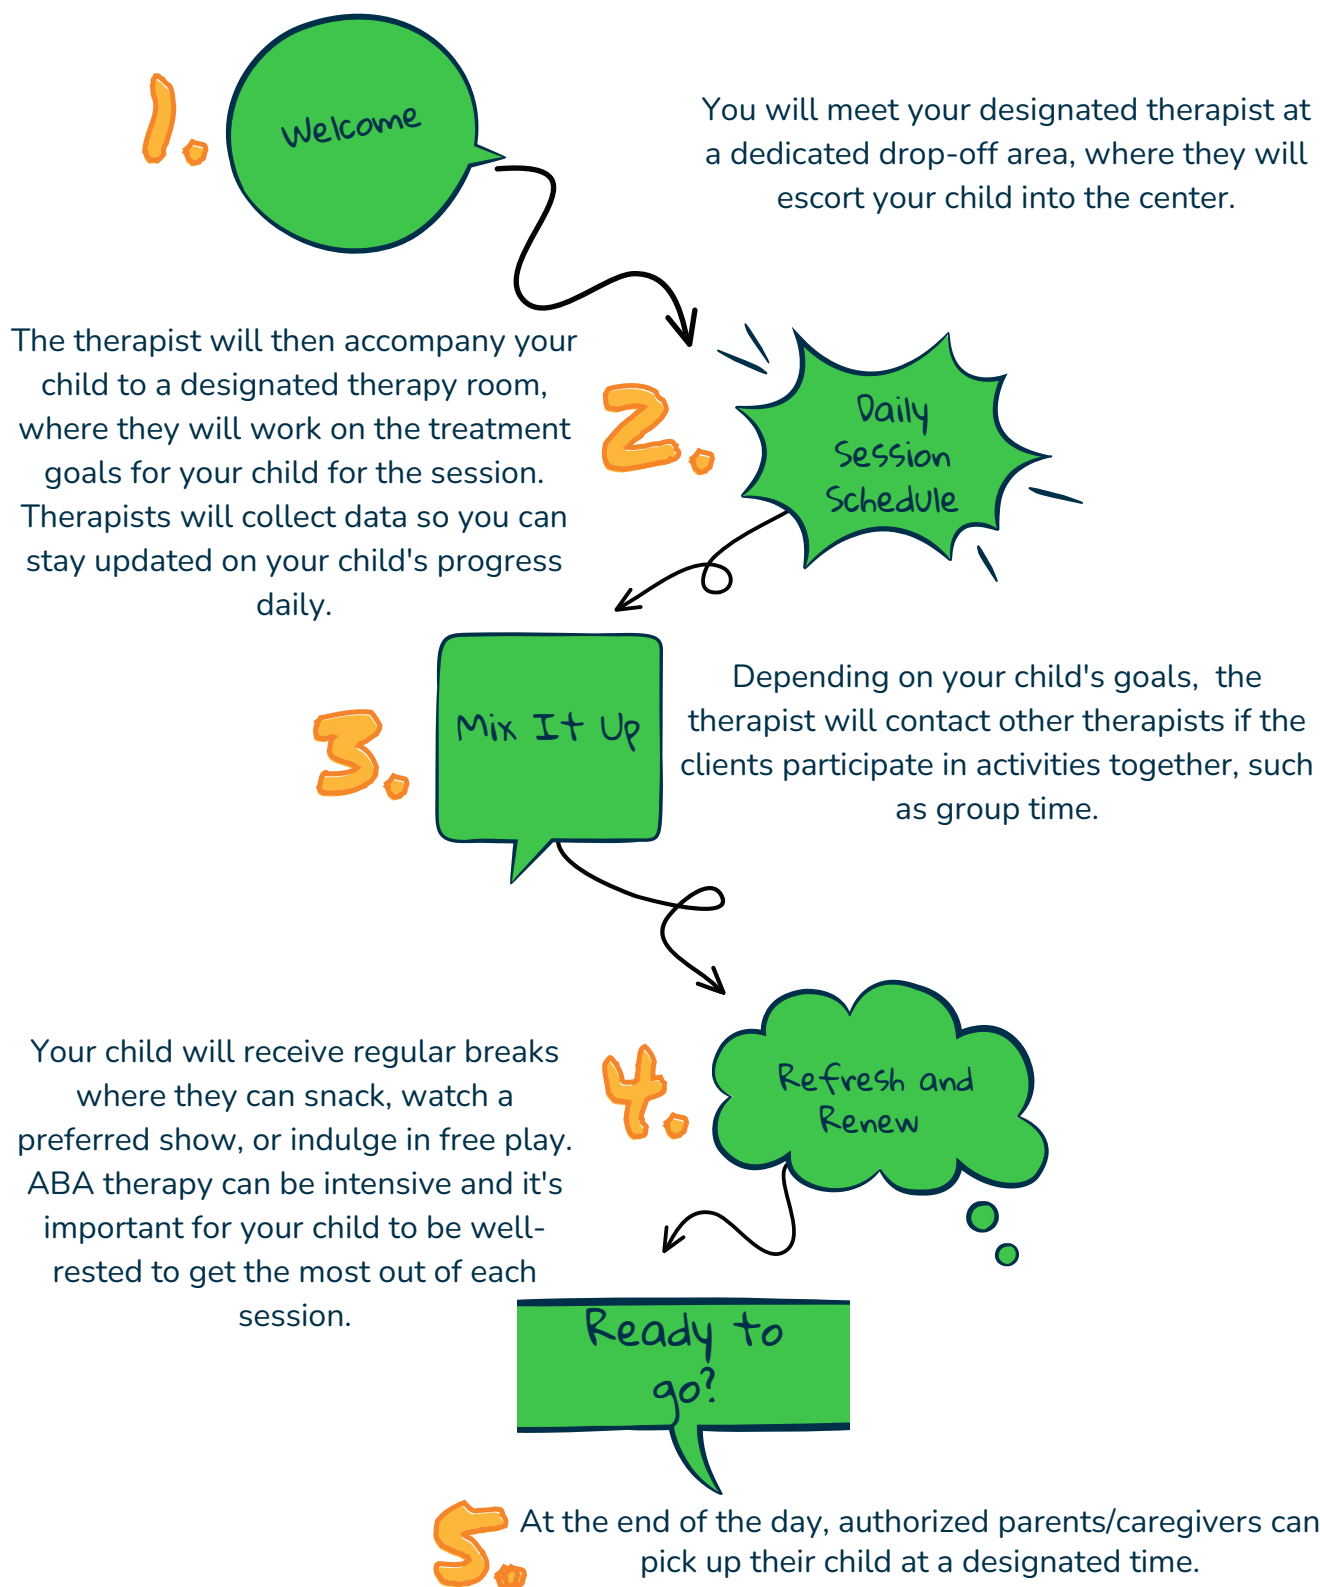 1.
Welcome
You will meet your designated therapist at
a dedicated drop-off area, where they will
escort your child into the center.
2.
Daily
Session
Schedule
The therapist will then accompany your
child to a designated therapy room,
where they will work on the treatment
goals for your child for the session.
Therapists will collect data so you can
stay updated on your child's progress
daily.
3.
Mix It Up
Depending on your child's goals,  the
therapist will contact other therapists if the
clients participate in activities together, such
as group time.
4.
Refresh and
Renew
Your child will receive regular breaks
where they can snack, watch a
preferred show, or indulge in free play.
ABA therapy can be intensive and it's
important for your child to be well-
rested to get the most out of each
session.
Ready to
go?
5.
At the end of the day, authorized parents/caregivers can
pick up their child at a designated time.